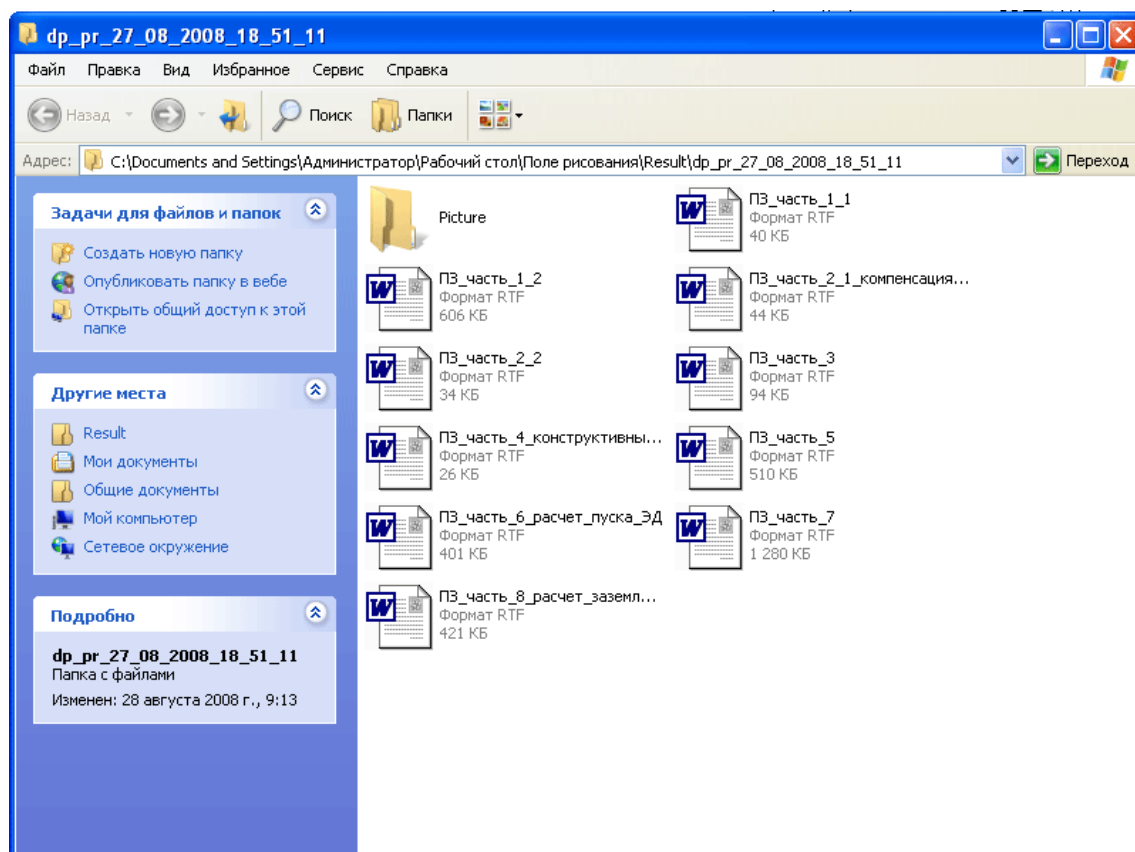 dp_pr_27_08_2008_18_51_11
Файл Правка Вид Избранное Сервис Справка
Назад Поиск Папки
Адрес: C:\Documents and Settings\Администратор\Рабочий стол\Поле рисования\Result\dp_pr_27_08_2008_18_51_11 Переход
Задачи для файлов и папок
Создать новую папку
Опубликовать папку в вебе
Открыть общий доступ к этой
папке
Другие места
Result
Мои документы
Общие документы
Мой компьютер
Сетевое окружение
Подробно
dp_pr_27_08_2008_18_51_11
Папка с файлами
Изменен: 28 августа 2008 г., 9:13
Picture
ПЗ_часть_1_1
Формат RTF
40 КБ
ПЗ_часть_1_2
Формат RTF
606 КБ
ПЗ_часть_2_1_компенсация...
Формат RTF
44 КБ
ПЗ_часть_2_2
Формат RTF
34 КБ
ПЗ_часть_3
Формат RTF
94 КБ
ПЗ_часть_4_конструктивны...
Формат RTF
26 КБ
ПЗ_часть_5
Формат RTF
510 КБ
ПЗ_часть_6_расчет_пуска_ЭД
Формат RTF
401 КБ
ПЗ_часть_7
Формат RTF
1 280 КБ
ПЗ_часть_8_расчет_заземл...
Формат RTF
421 КБ